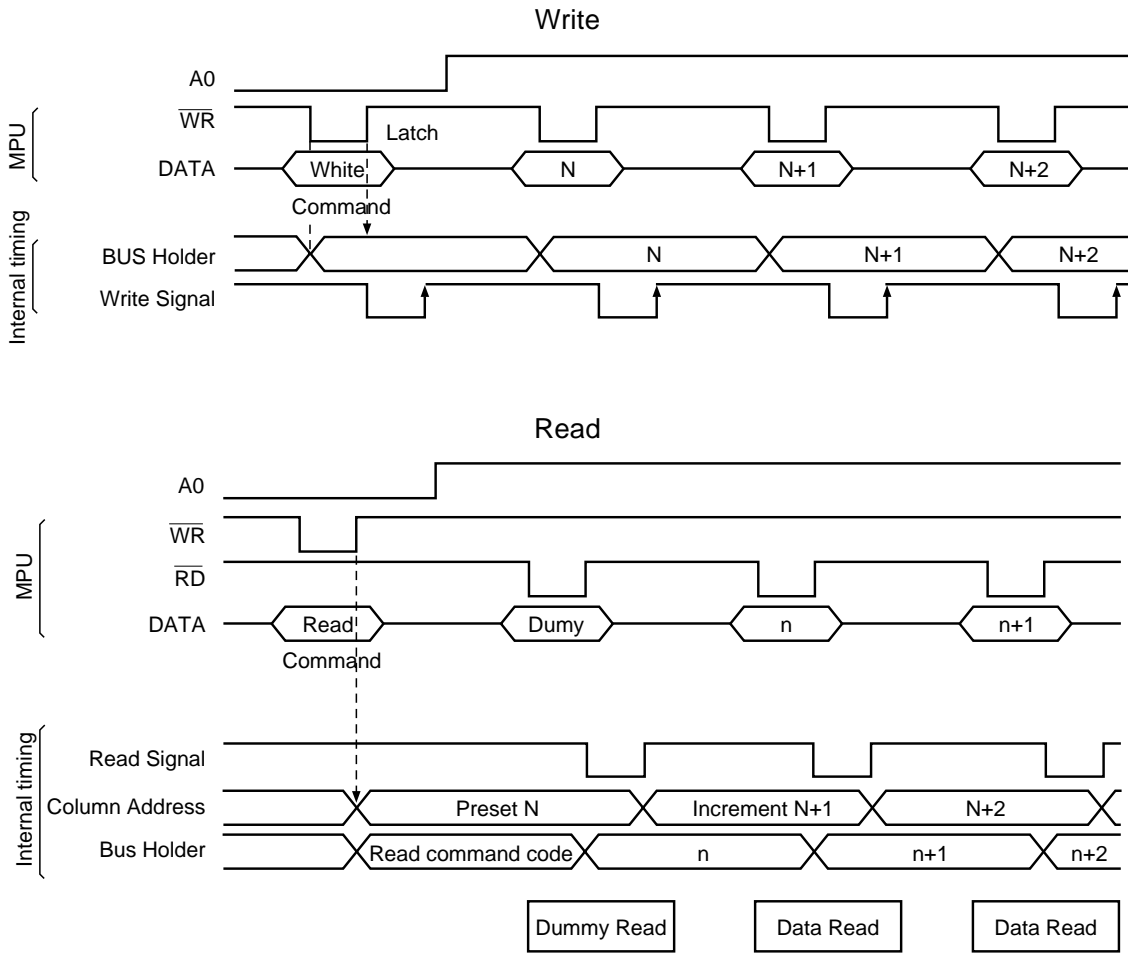 Write
A0
MPU
WR
Latch
DATA
White
N
N+1
N+2
Command
Internal timing
BUS Holder
N
N+1
N+2
Write Signal
Read
A0
MPU
WR
RD
DATA
Read
Dumy
n
n+1
Command
Internal timing
Read Signal
Column Address
Preset N
Increment N+1
N+2
Bus Holder
Read command code
n
n+1
n+2
Dummy Read
Data Read
Data Read